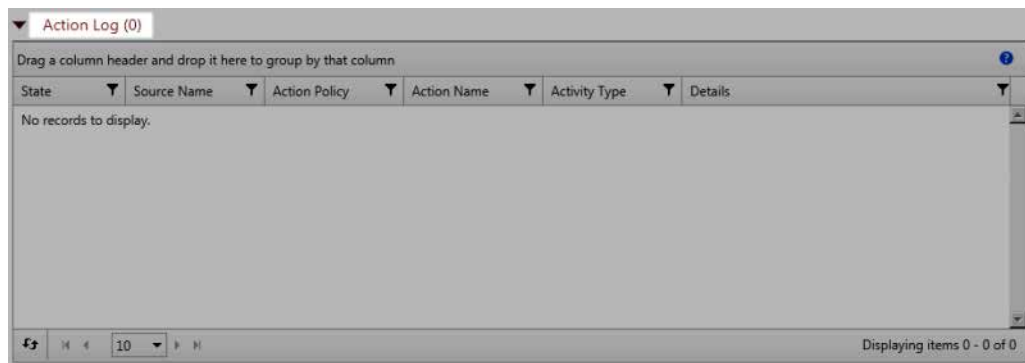 Action Log (0)
Drag a column header and drop it here to group by that column
State Source Name Action Policy Action Name Activity Type Details
No records to display.
10 Displaying items 0 - 0 of 0